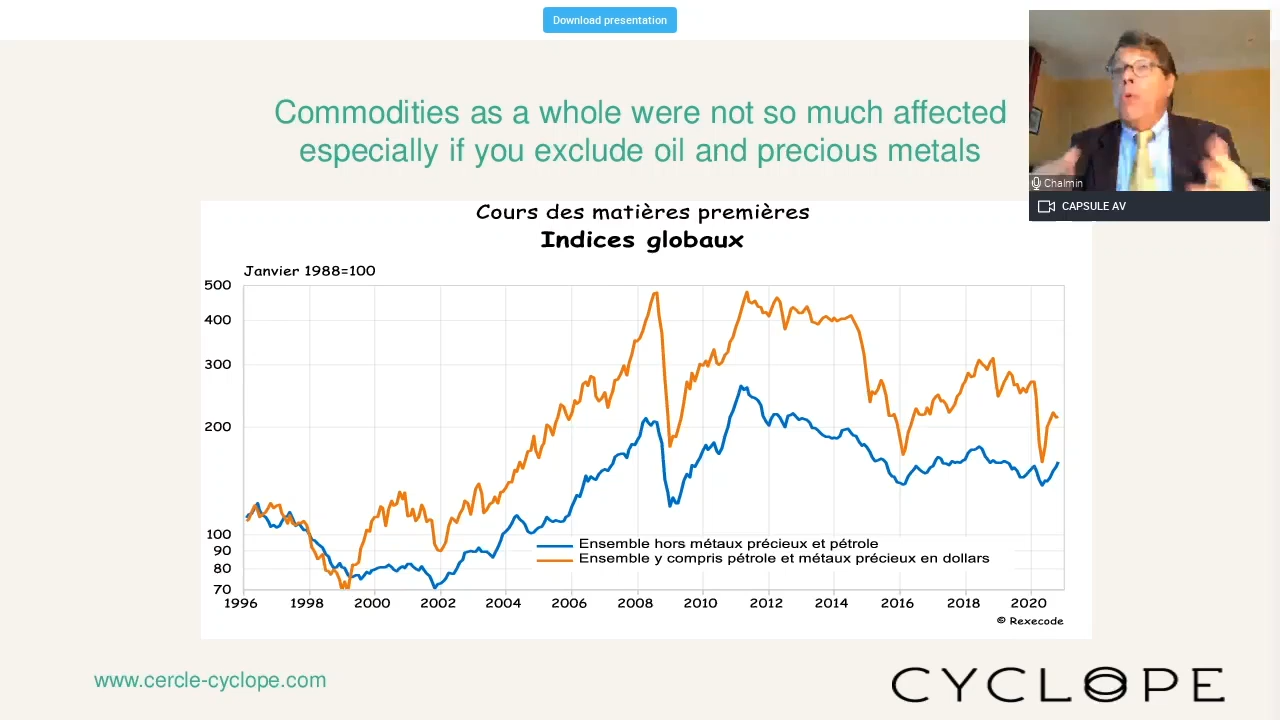 Download presentation
Commodities as a whole were not so much affected
especially if you exclude oil and precious metals
Chalmin
CAPSULE AV
Cours des matières premières
Indices globaux
Janvier 1988=100
500
400
300
200
100
90
80
70
Ensemble hors métaux précieux et pétrole
Ensemble y compris pétrole et métaux précieux en dollars
1996 1998 2000 2002 2004 2006 2008 2010 2012 2014 2016 2018 2020
© Rexecode
www.cercle-cyclope.com
CYCLOPE